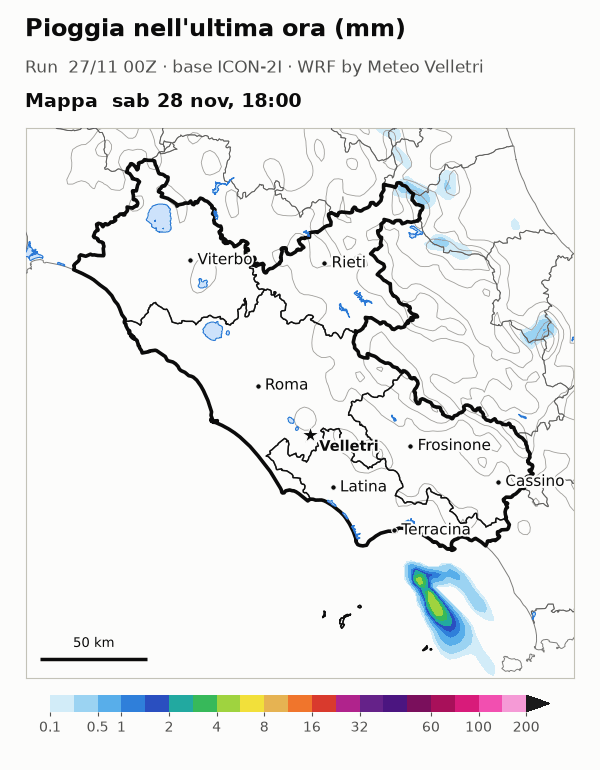 Pioggia nell'ultima ora (mm)
Run  27/11 00Z · base ICON-2I · WRF by Meteo Velletri
Mappa  sab 28 nov, 18:00
Viterbo
Rieti
Roma
Velletri
Frosinone
Latina
Cassino
Terracina
50 km
0.1 0.5 1 2 4 8 16 32 60 100 200